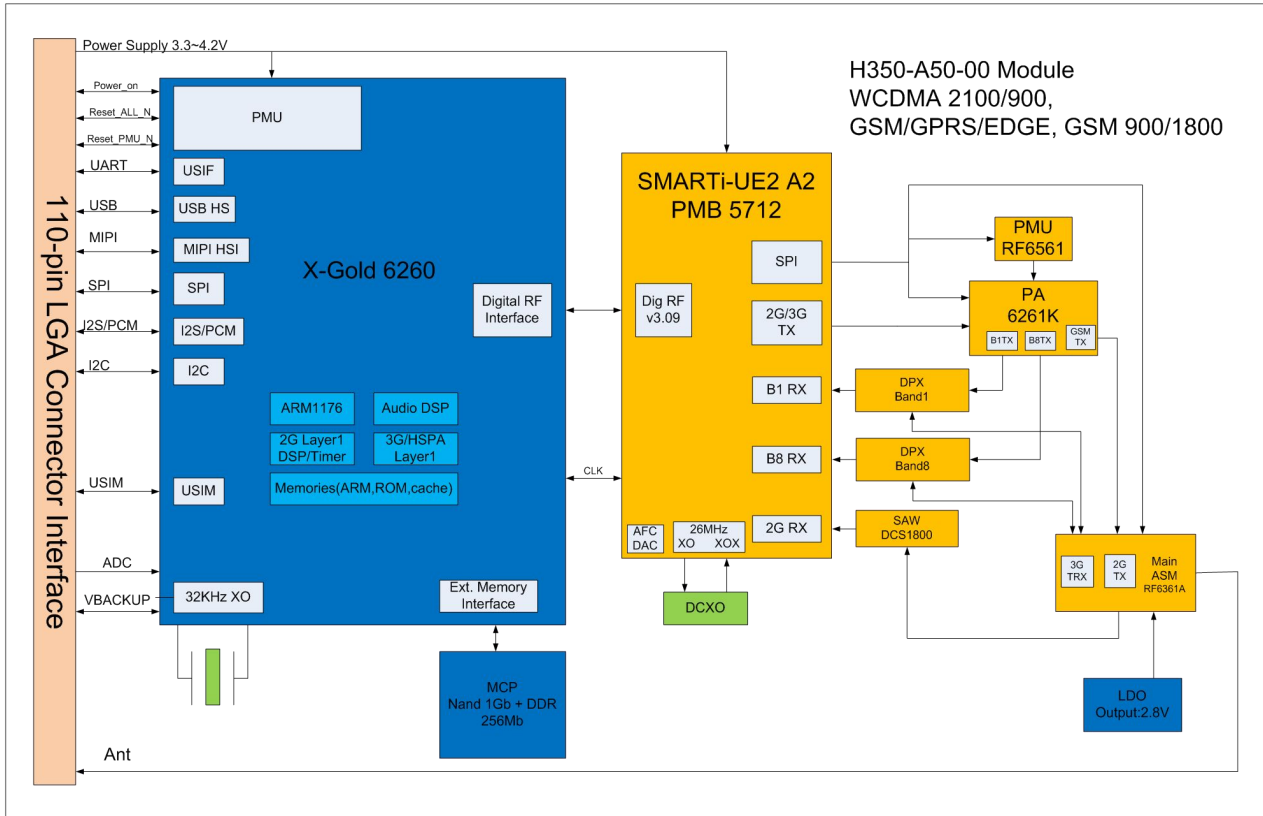 Power Supply 3.3~4.2V
H350-A50-00 Module
WCDMA 2100/900,
GSM/GPRS/EDGE, GSM 900/1800
110-pin LGA Connector Interface
Power_on
Reset_ALL_N
Reset_PMU_N
UART
USB
MIPI
SPI
I2S/PCM
I2C
USIM
ADC
VBACKUP
Ant
PMU
USIF
USB HS
MIPI HSI
SPI
I2S/PCM
I2C
USIM
32KHz XO
X-Gold 6260
Digital RF
Interface
ARM1176
Audio DSP
2G Layer1
DSP/Timer
3G/HSPA
Layer1
Memories(ARM,ROM,cache)
Ext. Memory
Interface
MCP
Nand 1Gb + DDR
256Mb
CLK
SMARTi-UE2 A2
PMB 5712
SPI
Dig RF
v3.09
2G/3G
TX
B1 RX
B8 RX
2G RX
AFC
DAC
26MHz
XO XOX
DCXO
PMU
RF6561
PA
6261K
B1TX
B8TX
GSM
TX
DPX
Band1
DPX
Band8
SAW
DCS1800
3G
TRX
2G
TX
Main
ASM
RF6361A
LDO
Output:2.8V